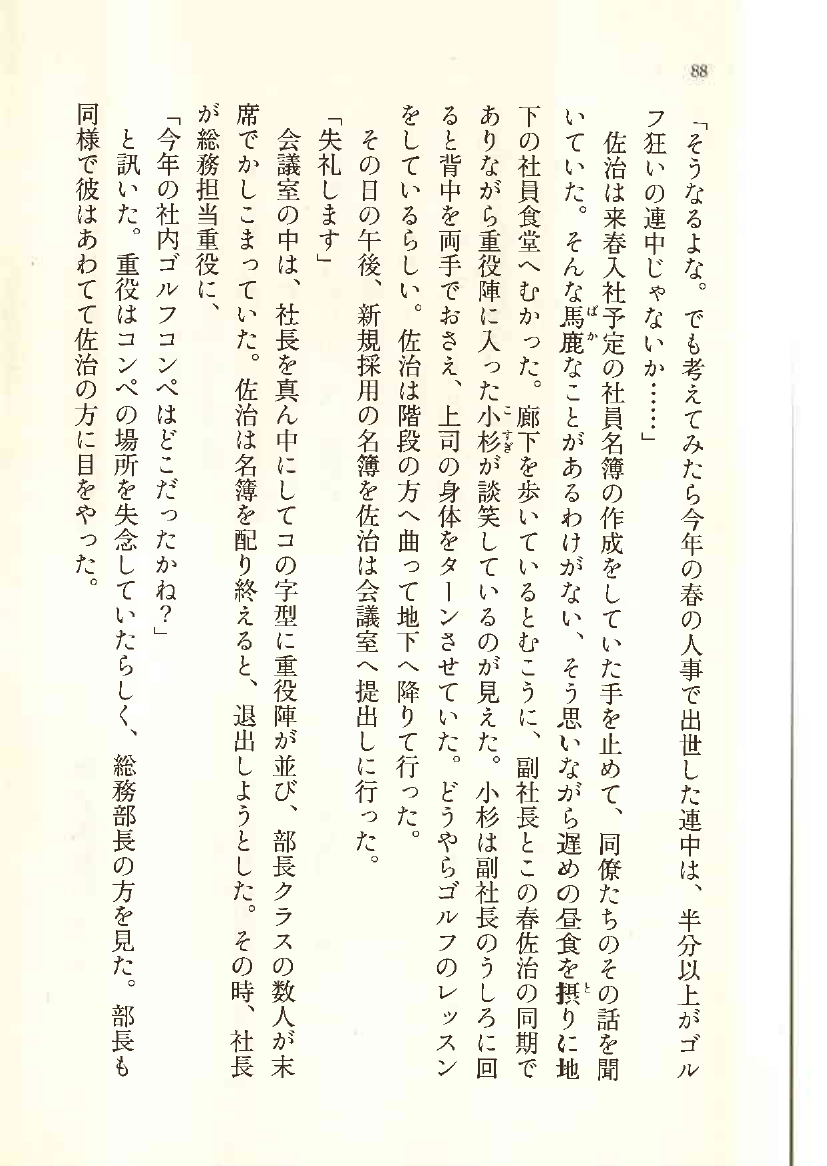 88
「そうなるよな。でも考えてみたら今年の春の人事で出世した連中は、半分以上がゴル
フ狂いの連中じゃないか……」
　佐治は来春入社予定の社員名簿の作成をしていた手を止めて、同僚たちのその話を聞
いていた。そんな馬鹿なことがあるわけがない、そう思いながら遅めの昼食を摂りに地
下の社員食堂へむかった。廊下を歩いているとむこうに、副社長とこの春佐治の同期で
ありながら重役陣に入った小杉が談笑しているのが見えた。小杉は副社長のうしろに回
ると背中を両手でおさえ、上司の身体をターンさせていた。どうやらゴルフのレッスン
をしているらしい。佐治は階段の方へ曲って地下へ降りて行った。
　その日の午後、新規採用の名簿を佐治は会議室へ提出しに行った。
「失礼します」
　会議室の中は、社長を真ん中にしてコの字型に重役陣が並び、部長クラスの数人が末
席でかしこまっていた。佐治は名簿を配り終えると、退出しようとした。その時、社長
が総務担当重役に、
「今年の社内ゴルフコンペはどこだったかね？」
　と訊いた。重役はコンペの場所を失念していたらしく、総務部長の方を見た。部長も
同様で彼はあわてて佐治の方に目をやった。